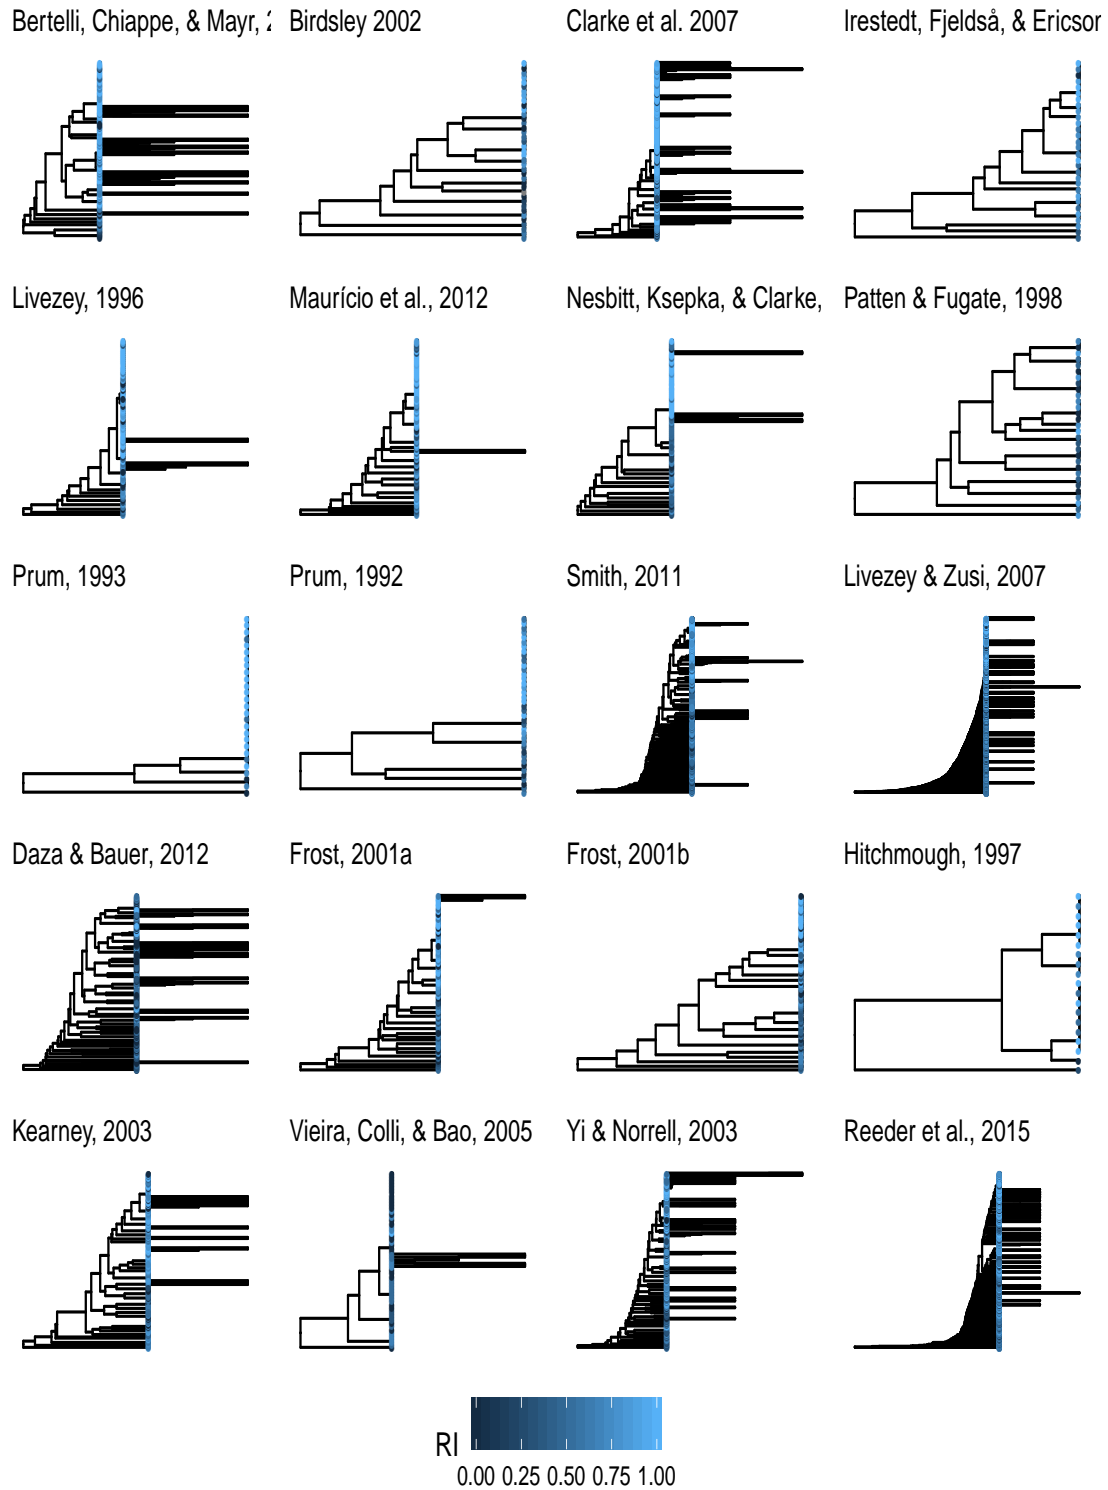 Bertelli, Chiappe, & Mayr, 2
Birdsley 2002
Clarke et al. 2007
Irestedt, Fjeldså, & Ericson
Livezey, 1996
Maurício et al., 2012
Nesbitt, Ksepka, & Clarke,
Patten & Fugate, 1998
Prum, 1993
Prum, 1992
Smith, 2011
Livezey & Zusi, 2007
Daza & Bauer, 2012
Frost, 2001a
Frost, 2001b
Hitchmough, 1997
Kearney, 2003
Vieira, Colli, & Bao, 2005
Yi & Norrell, 2003
Reeder et al., 2015
RI
0.00 0.25 0.50 0.75 1.00